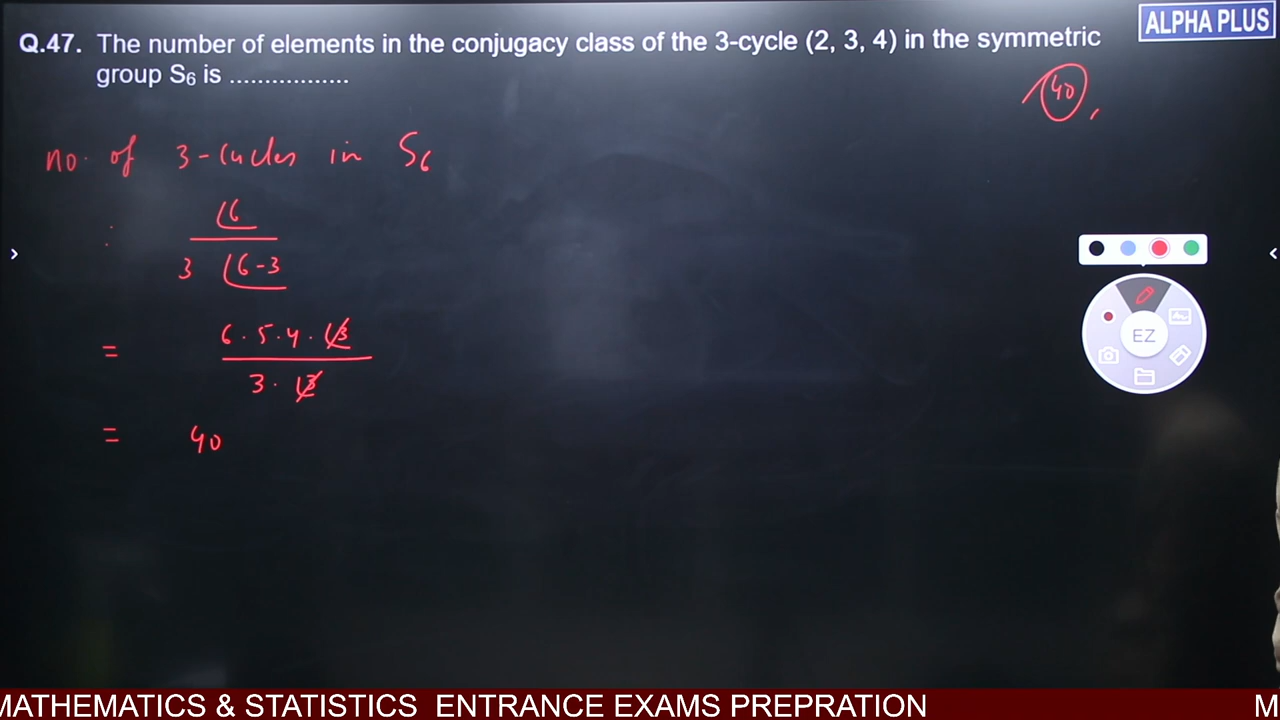 ALPHA PLUS
Q.47. The number of elements in the conjugacy class of the 3-cycle (2, 3, 4) in the symmetric
group S₆ is .................
40
no. of 3-cycles in S₆
: ⌊6
3 ⌊6-3
= 6.5.4.⌊3
3.⌊3
= 40
EZ
MATHEMATICS & STATISTICS ENTRANCE EXAMS PREPRATION M